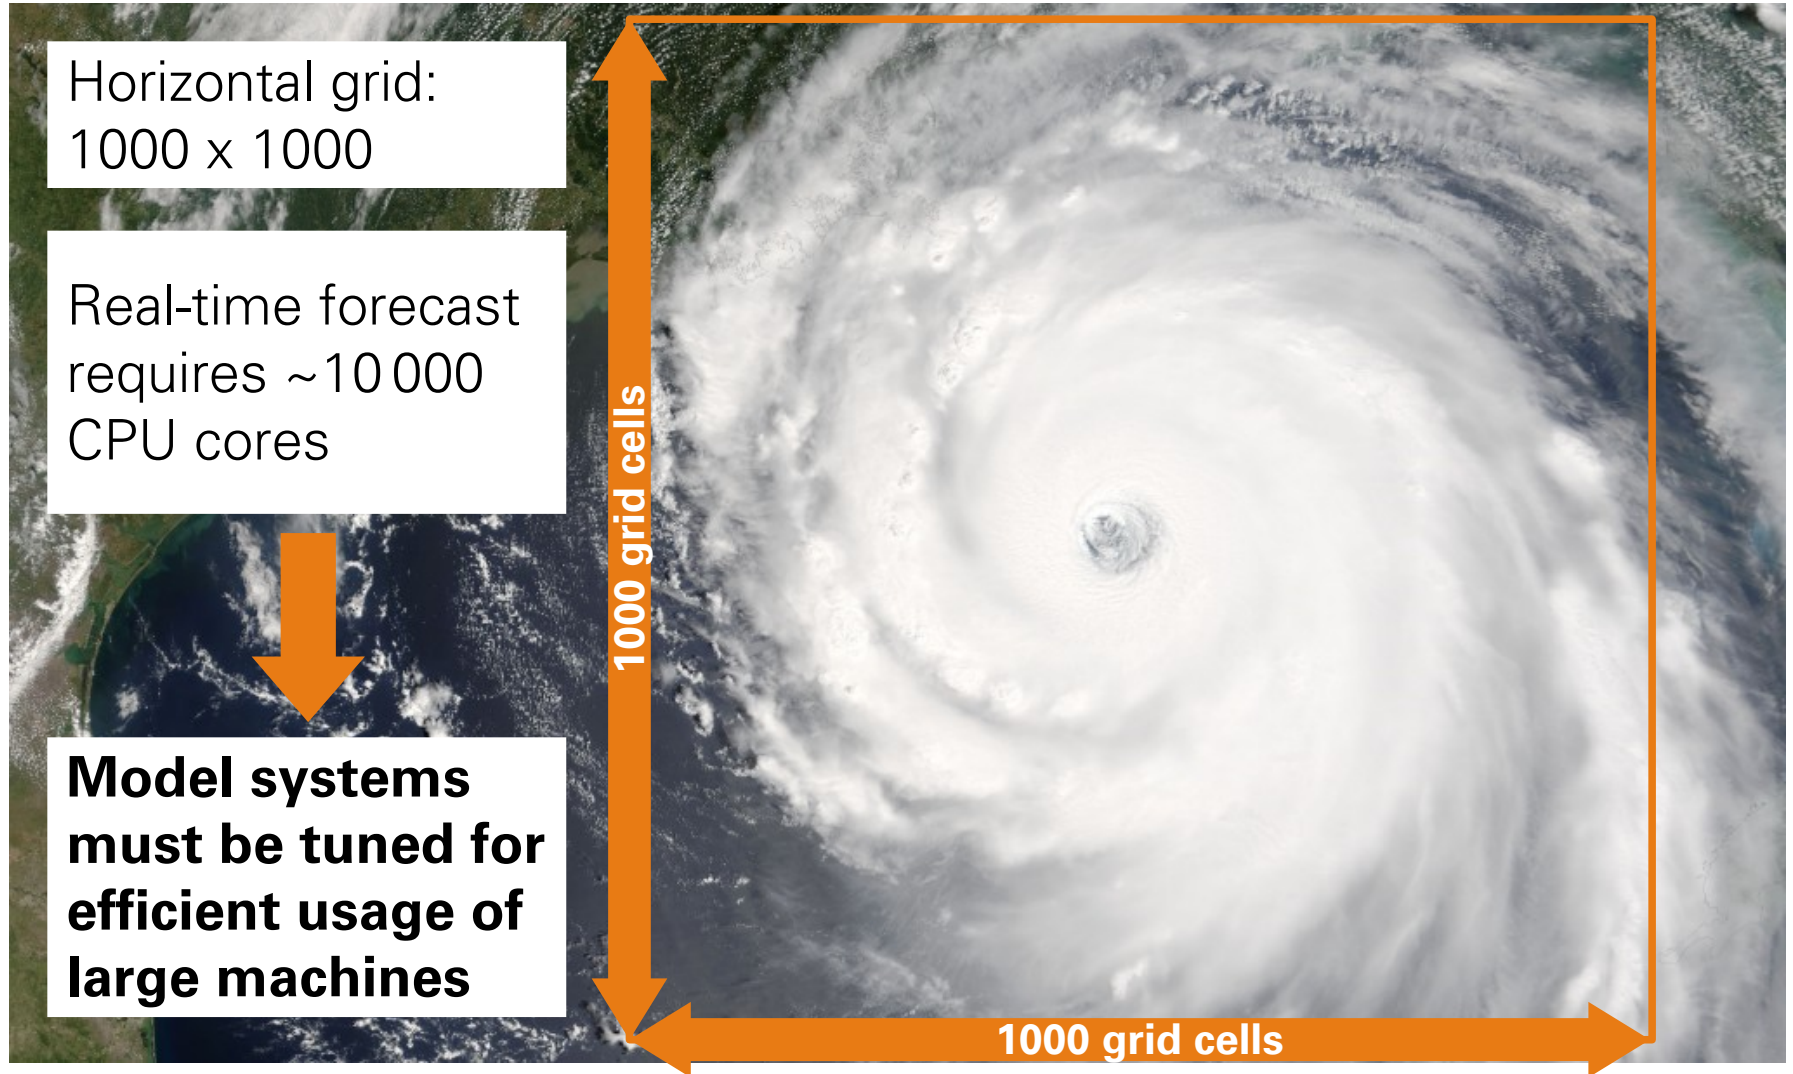 Horizontal grid:
1000 x 1000
Real-time forecast
requires ~10 000
CPU cores
Model systems
must be tuned for
efficient usage of
large machines
1000 grid cells
1000 grid cells